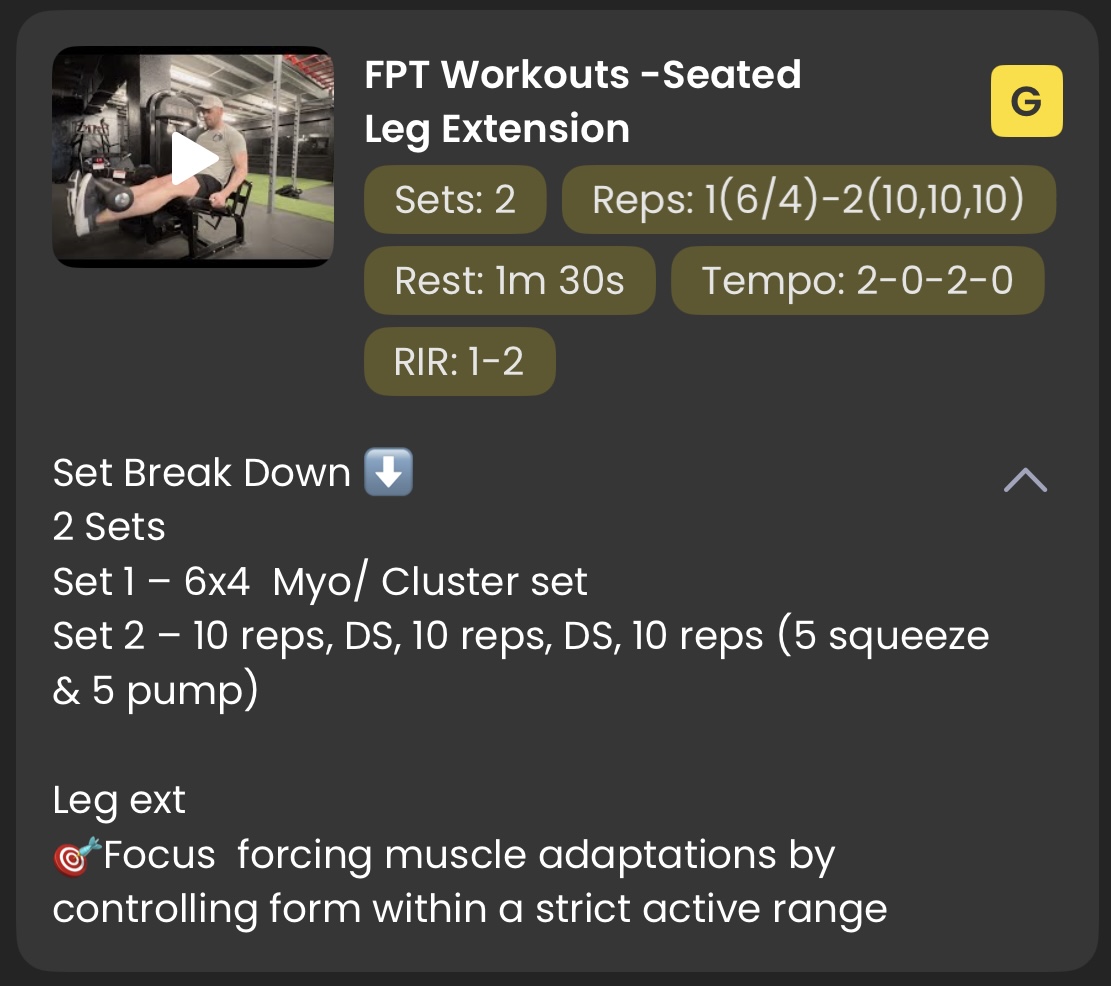 FPT Workouts -Seated
Leg Extension
G
Sets: 2
Reps: 1(6/4)-2(10,10,10)
Rest: 1m 30s
Tempo: 2-0-2-0
RIR: 1-2
Set Break Down ⬇️
2 Sets
Set 1 – 6x4  Myo/ Cluster set
Set 2 – 10 reps, DS, 10 reps, DS, 10 reps (5 squeeze
& 5 pump)
Leg ext
🎯Focus  forcing muscle adaptations by
controlling form within a strict active range